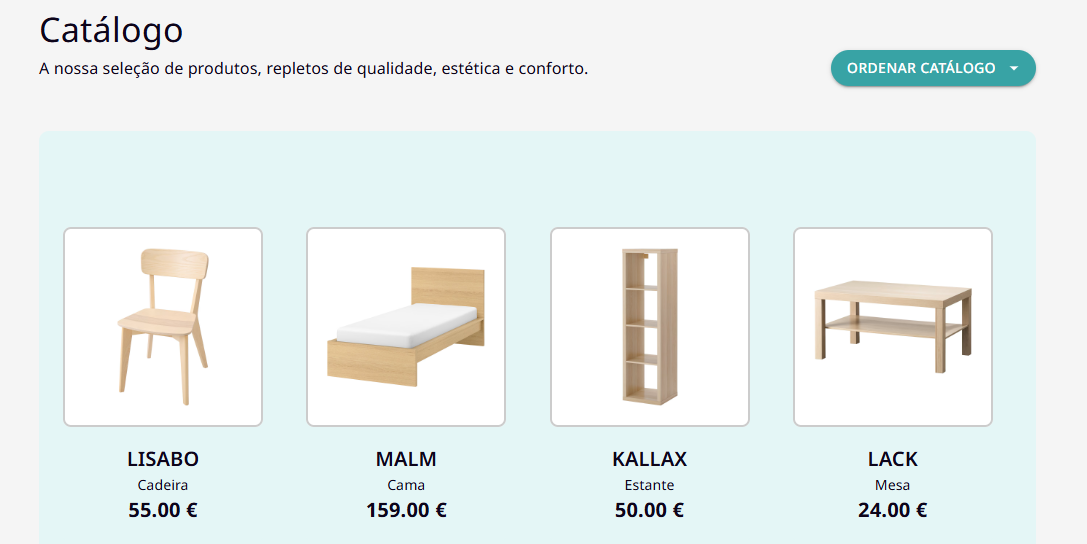 Catálogo
A nossa seleção de produtos, repletos de qualidade, estética e conforto.
ORDENAR CATÁLOGO
LISABO
Cadeira
55.00 €
MALM
Cama
159.00 €
KALLAX
Estante
50.00 €
LACK
Mesa
24.00 €